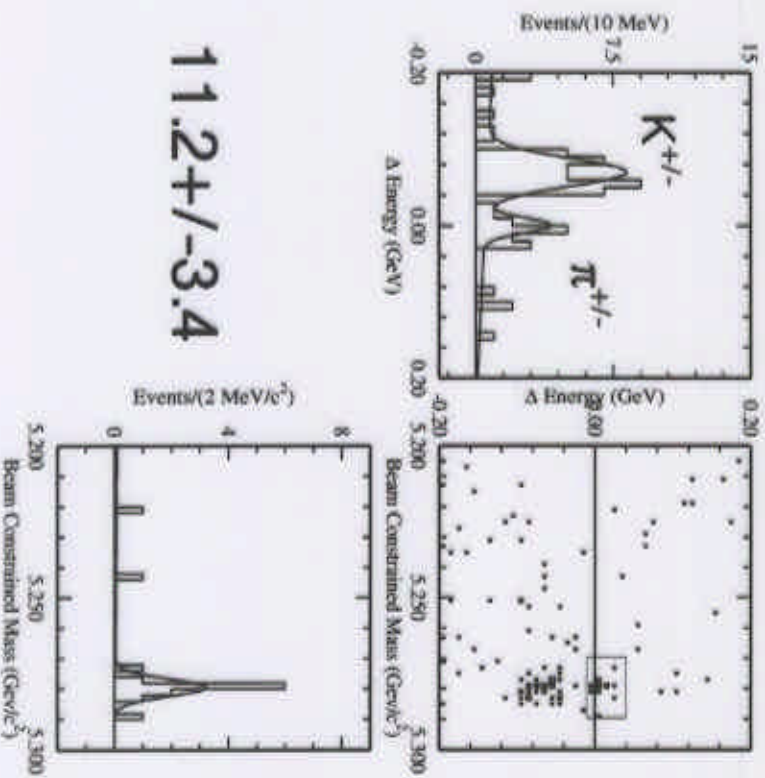 Events/(10 MeV)
15
7.5
0
K+/-
π+/-
-0.20
0.00
0.20
Δ Energy (GeV)
Δ Energy (GeV)
0.20
0.00
-0.20
5.200
5.250
5.300
Beam Constrained Mass (GeV/c²)
11.2+/-3.4
Events/(2 MeV/c²)
8
4
0
5.200
5.250
5.300
Beam Constrained Mass (Gev/c²)